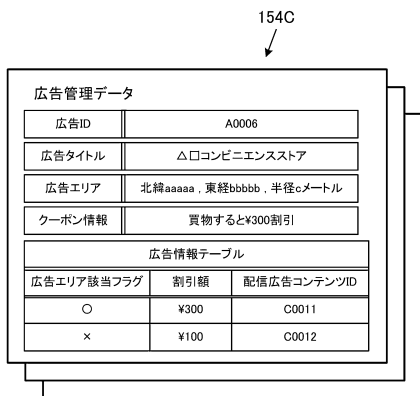 154C
広告管理データ
広告ID A0006
広告タイトル △□コンビニエンスストア
広告エリア 北緯aaaaa , 東経bbbbb , 半径cメートル
クーポン情報 買物すると¥300割引
広告情報テーブル
広告エリア該当フラグ 割引額 配信広告コンテンツID
○ ¥300 C0011
× ¥100 C0012